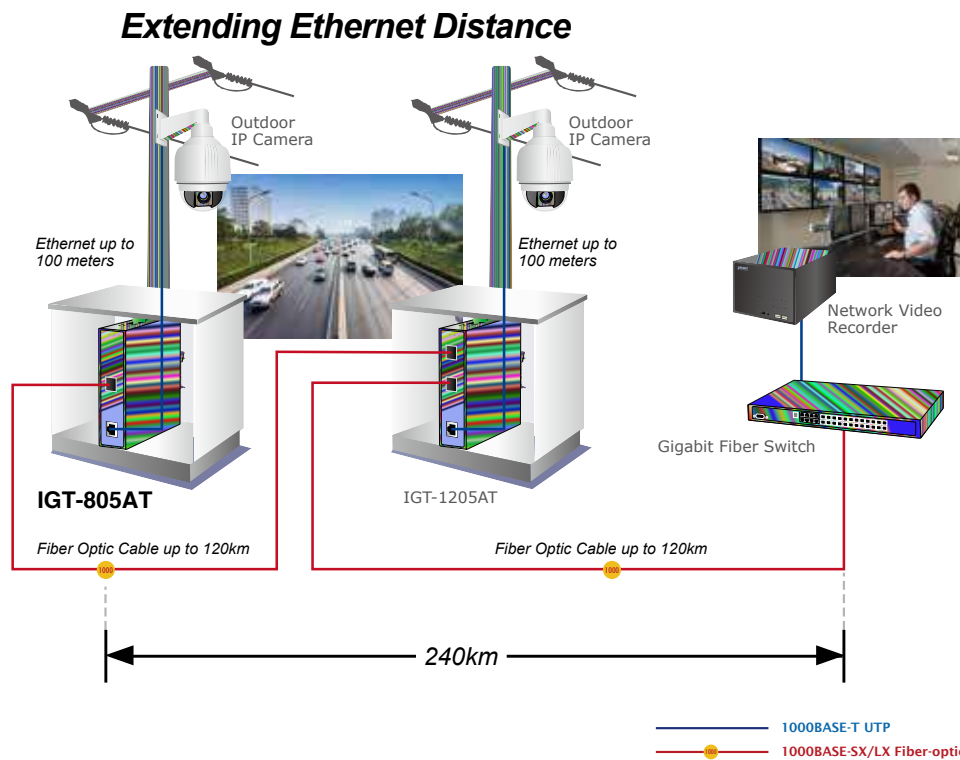 Extending Ethernet Distance
Outdoor
IP Camera
Outdoor
IP Camera
Ethernet up to
100 meters
Ethernet up to
100 meters
Network Video
Recorder
Gigabit Fiber Switch
IGT-805AT
IGT-1205AT
Fiber Optic Cable up to 120km
Fiber Optic Cable up to 120km
1000
1000
240km
1000BASE-T UTP
1000
1000BASE-SX/LX Fiber-optic